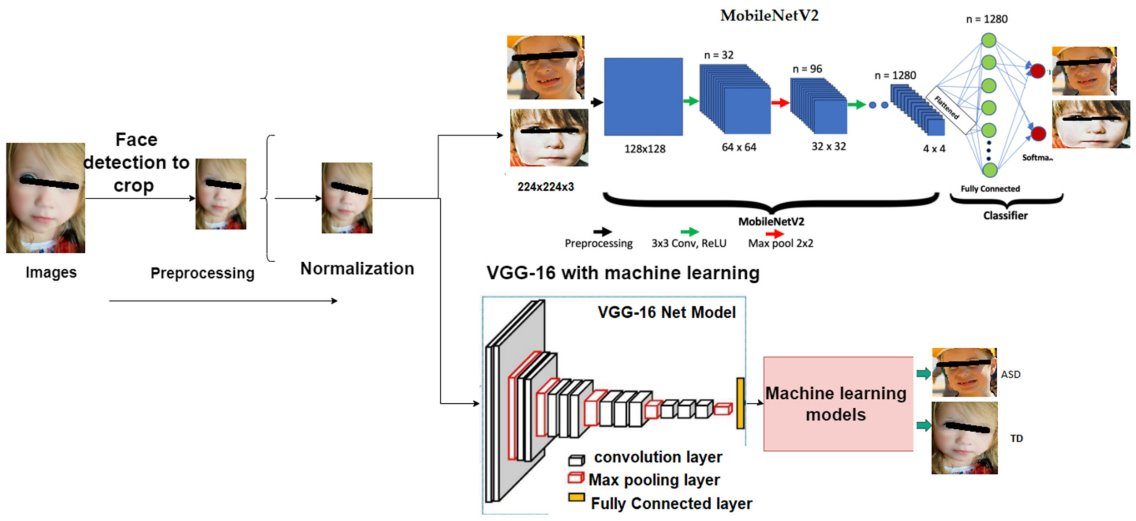 MobileNetV2
n = 1280
n = 32
n = 96
n = 1280
Flattened
128x128
64 x 64
32 x 32
4 x 4
Softma..
224x224x3
Fully Connected
MobileNetV2
Classifier
Preprocessing
3x3 Conv, ReLU
Max pool 2x2
Face
detection to
crop
Images
Preprocessing
Normalization
VGG-16 with machine learning
VGG-16 Net Model
Machine learning
models
ASD
TD
convolution layer
Max pooling layer
Fully Connected layer